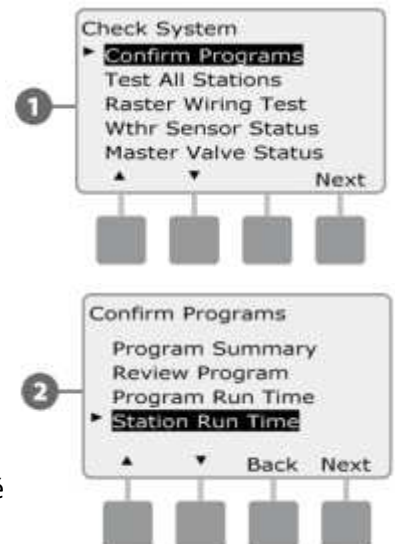 Check System
► Confirm Programs
Test All Stations
Raster Wiring Test
Wthr Sensor Status
Master Valve Status
▲ ▼ Next
1
Confirm Programs
Program Summary
Review Program
Program Run Time
► Station Run Time
▲ ▼ Back Next
2
é